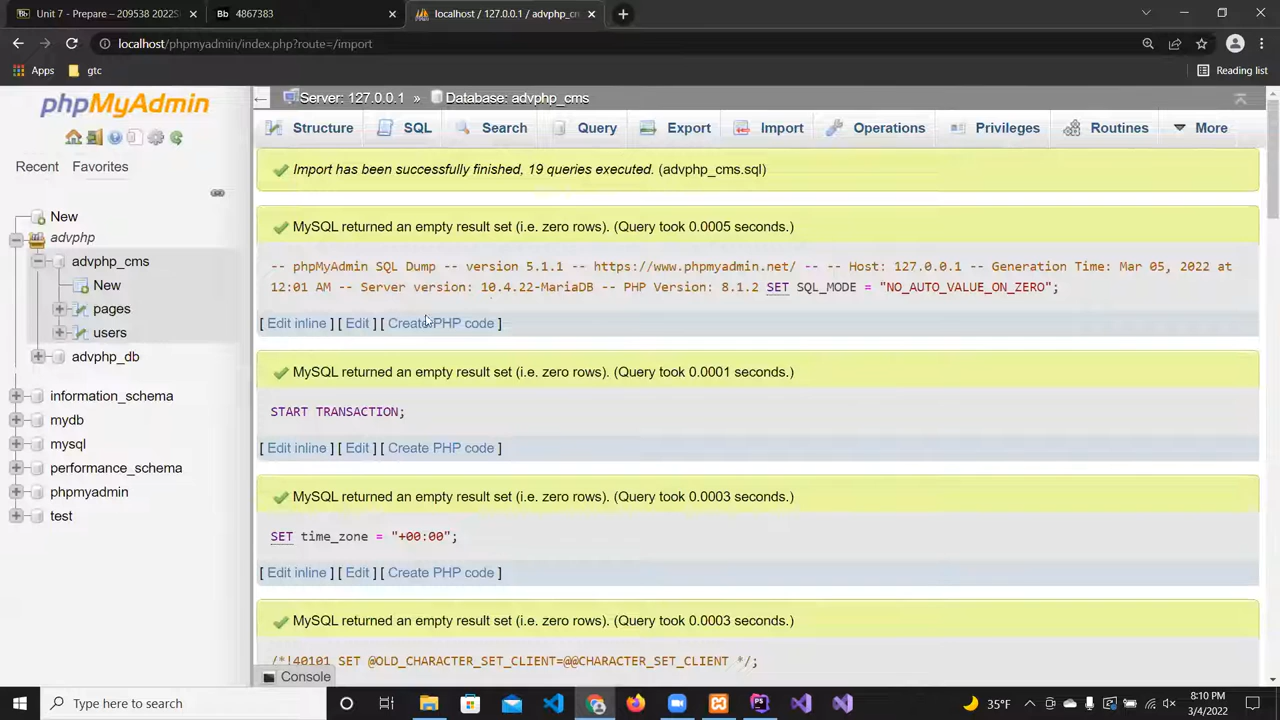 Unit 7 - Prepare – 209538 2022S
Bb 4867383
localhost / 127.0.0.1 / advphp_cm
localhost/phpmyadmin/index.php?route=/import
Apps
gtc
Reading list
phpMyAdmin
Recent Favorites
New
advphp
advphp_cms
New
pages
users
advphp_db
information_schema
mydb
mysql
performance_schema
phpmyadmin
test
Server: 127.0.0.1 » Database: advphp_cms
Structure SQL Search Query Export Import Operations Privileges Routines More
Import has been successfully finished, 19 queries executed. (advphp_cms.sql)
MySQL returned an empty result set (i.e. zero rows). (Query took 0.0005 seconds.)
-- phpMyAdmin SQL Dump -- version 5.1.1 -- https://www.phpmyadmin.net/ -- -- Host: 127.0.0.1 -- Generation Time: Mar 05, 2022 at
12:01 AM -- Server version: 10.4.22-MariaDB -- PHP Version: 8.1.2 SET SQL_MODE = "NO_AUTO_VALUE_ON_ZERO";
[ Edit inline ] [ Edit ] [ Create PHP code ]
MySQL returned an empty result set (i.e. zero rows). (Query took 0.0001 seconds.)
START TRANSACTION;
[ Edit inline ] [ Edit ] [ Create PHP code ]
MySQL returned an empty result set (i.e. zero rows). (Query took 0.0003 seconds.)
SET time_zone = "+00:00";
[ Edit inline ] [ Edit ] [ Create PHP code ]
MySQL returned an empty result set (i.e. zero rows). (Query took 0.0003 seconds.)
/*!40101 SET @OLD_CHARACTER_SET_CLIENT=@@CHARACTER_SET_CLIENT */;
Console
Type here to search
35°F
8:10 PM
3/4/2022